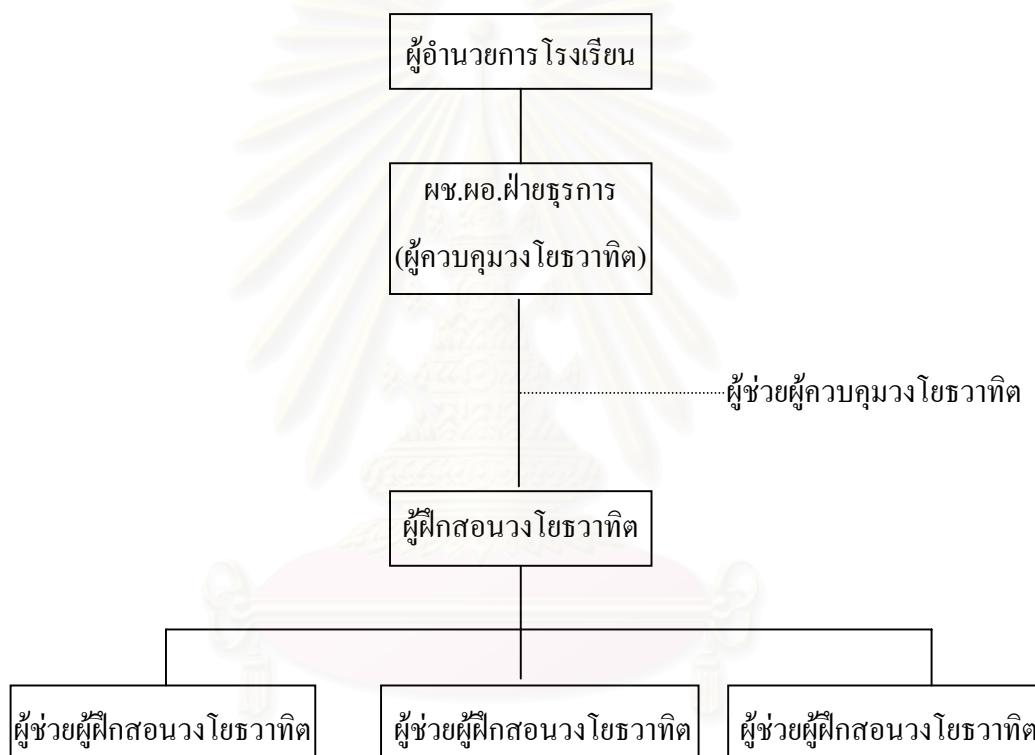 ผู้อำนวยการโรงเรียน
ผช.ผอ.ฝ่ายธุรการ
(ผู้ควบคุมวงโยธวาทิต)
ผู้ช่วยผู้ควบคุมวงโยธวาทิต
ผู้ฝึกสอนวงโยธวาทิต
ผู้ช่วยผู้ฝึกสอนวงโยธวาทิต
ผู้ช่วยผู้ฝึกสอนวงโยธวาทิต
ผู้ช่วยผู้ฝึกสอนวงโยธวาทิต